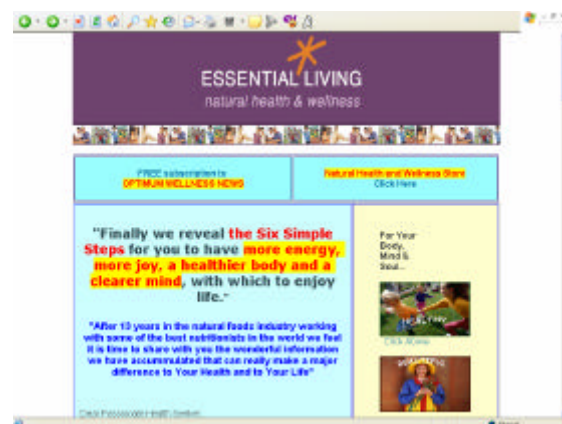 ESSENTIAL LIVING
natural health & wellness
FREE subscription to
OPTIMUM WELLNESS NEWS
Natural Health and Wellness Store
Click Here
"Finally we reveal the Six Simple
Steps for you to have more energy,
more joy, a healthier body and a
clearer mind, with which to enjoy
life."
"After 13 years in the natural foods industry working
with some of the best nutritionists in the world we feel
it is time to share with you the wonderful information
we have accummulated that can really make a major
difference to Your Health and to Your Life"
For Your
Body,
Mind &
Soul...
Click Above